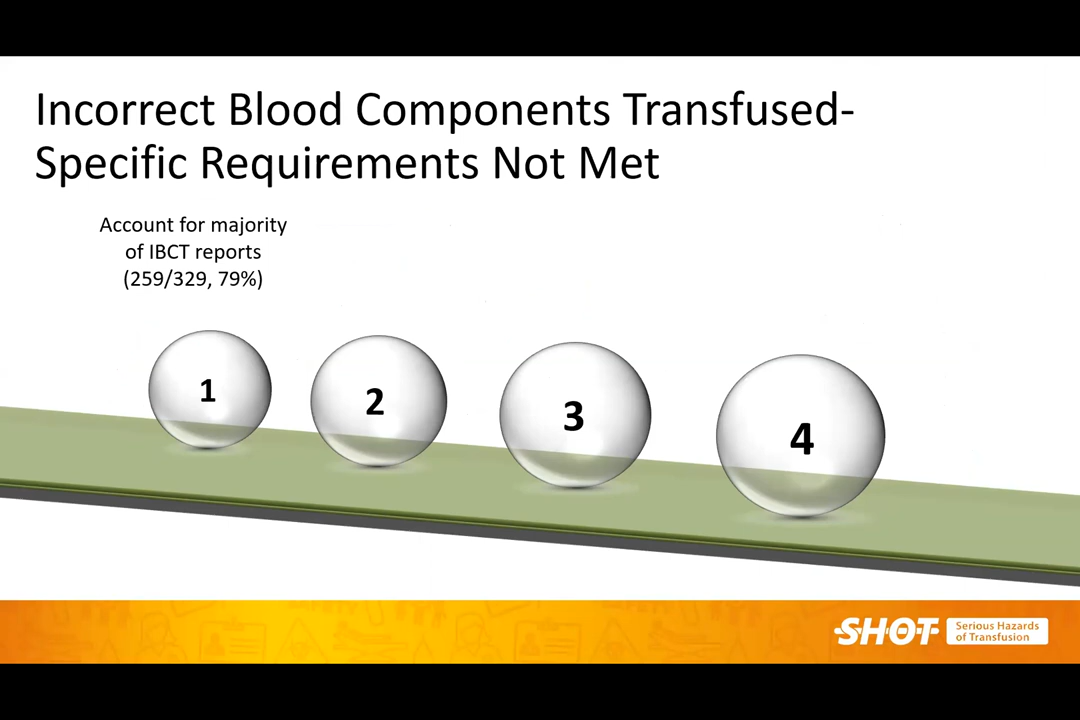 Incorrect Blood Components Transfused-
Specific Requirements Not Met
Account for majority
of IBCT reports
(259/329, 79%)
1
2
3
4
SHOT
Serious Hazards
of Transfusion